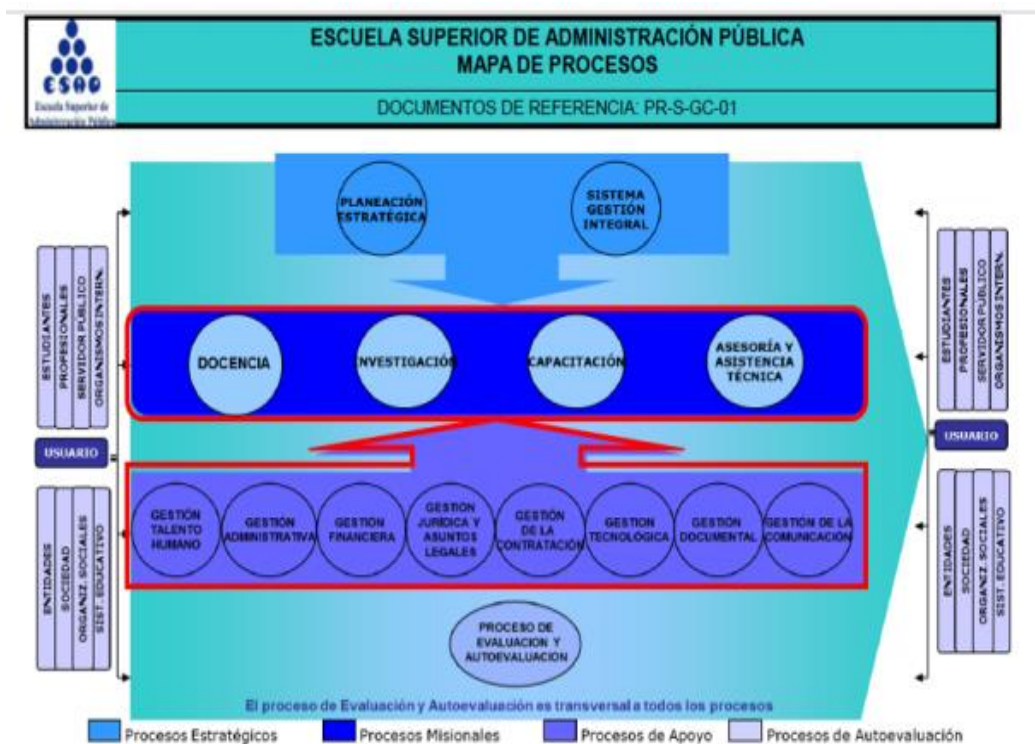 ESCUELA SUPERIOR DE ADMINISTRACIÓN PÚBLICA
MAPA DE PROCESOS
DOCUMENTOS DE REFERENCIA: PR-S-GC-01
ESAP
Escuela Superior de
Administración Pública
PLANEACIÓN
ESTRATÉGICA
SISTEMA
GESTIÓN
INTEGRAL
ESTUDIANTES
PROFESIONALES
SERVIDOR PÚBLICO
ORGANISMOS INTERN.
DOCENCIA
INVESTIGACIÓN
CAPACITACIÓN
ASESORÍA Y
ASISTENCIA
TÉCNICA
ESTUDIANTES
PROFESIONALES
SERVIDOR PÚBLICO
ORGANISMOS INTERN.
USUARIO
USUARIO
ENTIDADES
SOCIEDAD
ORGANIZ. SOCIALES
SIST. EDUCATIVO
GESTIÓN
TALENTO
HUMANO
GESTIÓN
ADMINISTRATIVA
GESTIÓN
FINANCIERA
GESTION
JURÍDICA Y
ASUNTOS
LEGALES
GESTIÓN
DE LA
CONTRATACIÓN
GESTION
TECNOLÓGICA
GESTIÓN
DOCUMENTAL
GESTIÓN DE LA
COMUNICACIÓN
ENTIDADES
SOCIEDAD
ORGANIZ. SOCIALES
SIST. EDUCATIVO
PROCESO DE
EVALUACION Y
AUTOEVALUACION
El proceso de Evaluación y Autoevaluación es transversal a todos los procesos
Procesos Estratégicos
Procesos Misionales
Procesos de Apoyo
Procesos de Autoevaluación